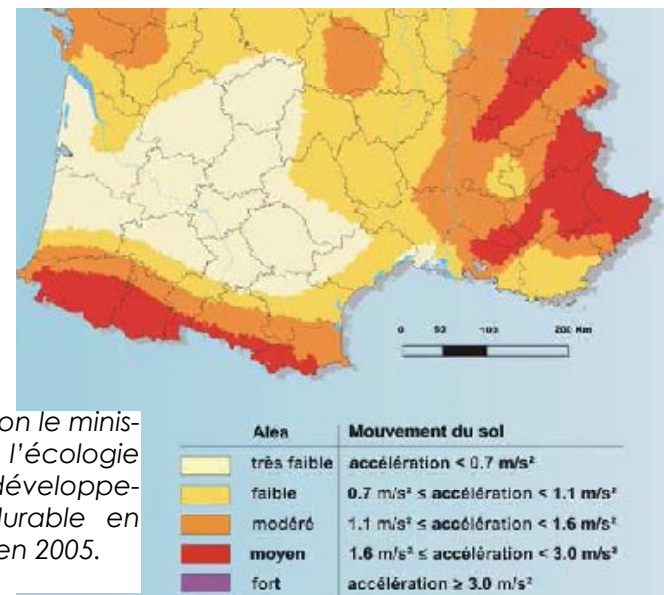 0 50 100 200 Km
on le minis-
l'écologie
développe-
durable en
en 2005.
Alea Mouvement du sol
très faible accélération < 0.7 m/s²
faible 0.7 m/s² ≤ accélération < 1.1 m/s²
modéré 1.1 m/s² ≤ accélération < 1.6 m/s²
moyen 1.6 m/s² ≤ accélération < 3.0 m/s²
fort accélération ≥ 3.0 m/s²